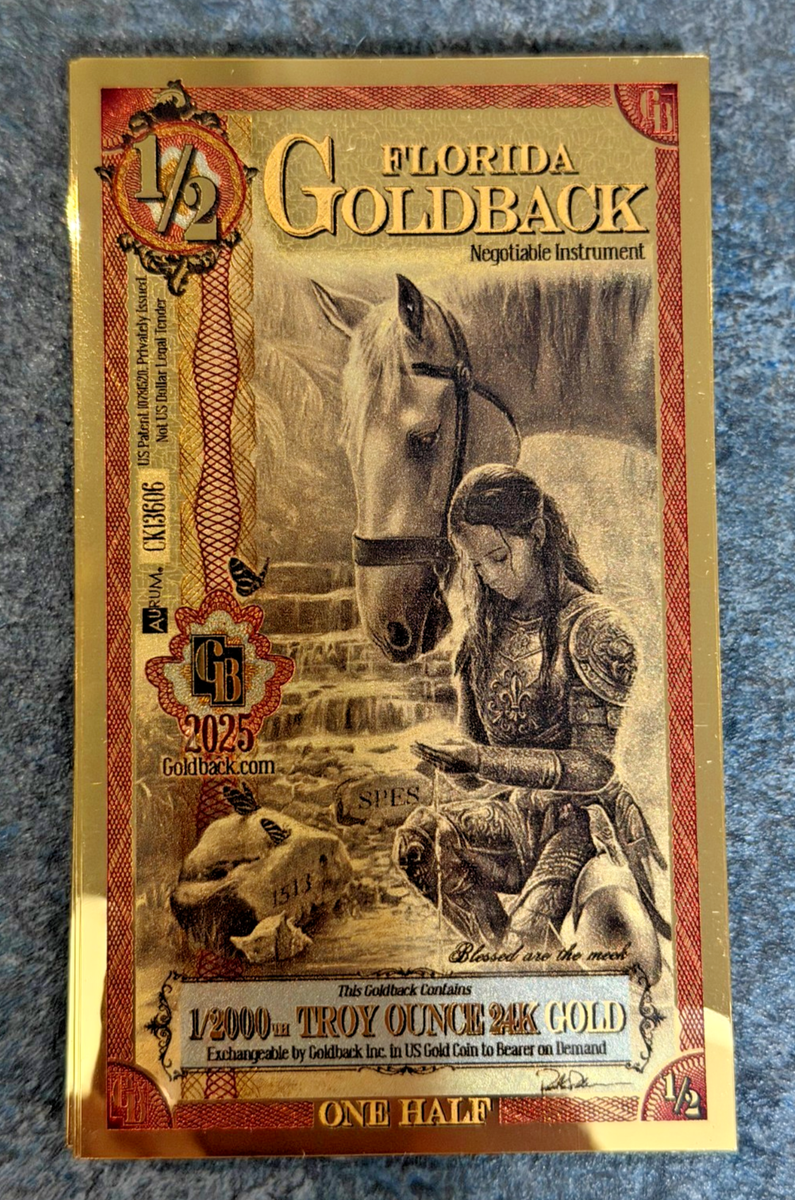 1/2
GB
FLORIDA
GOLDBACK
Negotiable Instrument
US Patent 10781620. Privately Issued
Not US Dollar Legal Tender
AURUM. CK13606
GB
2025
Goldback.com
SPES
1513
Blessed are the meek
This Goldback Contains
1/2000TH TROY OUNCE 24K GOLD
Exchangeable by Goldback Inc. in US Gold Coin to Bearer on Demand
GB
ONE HALF
1/2